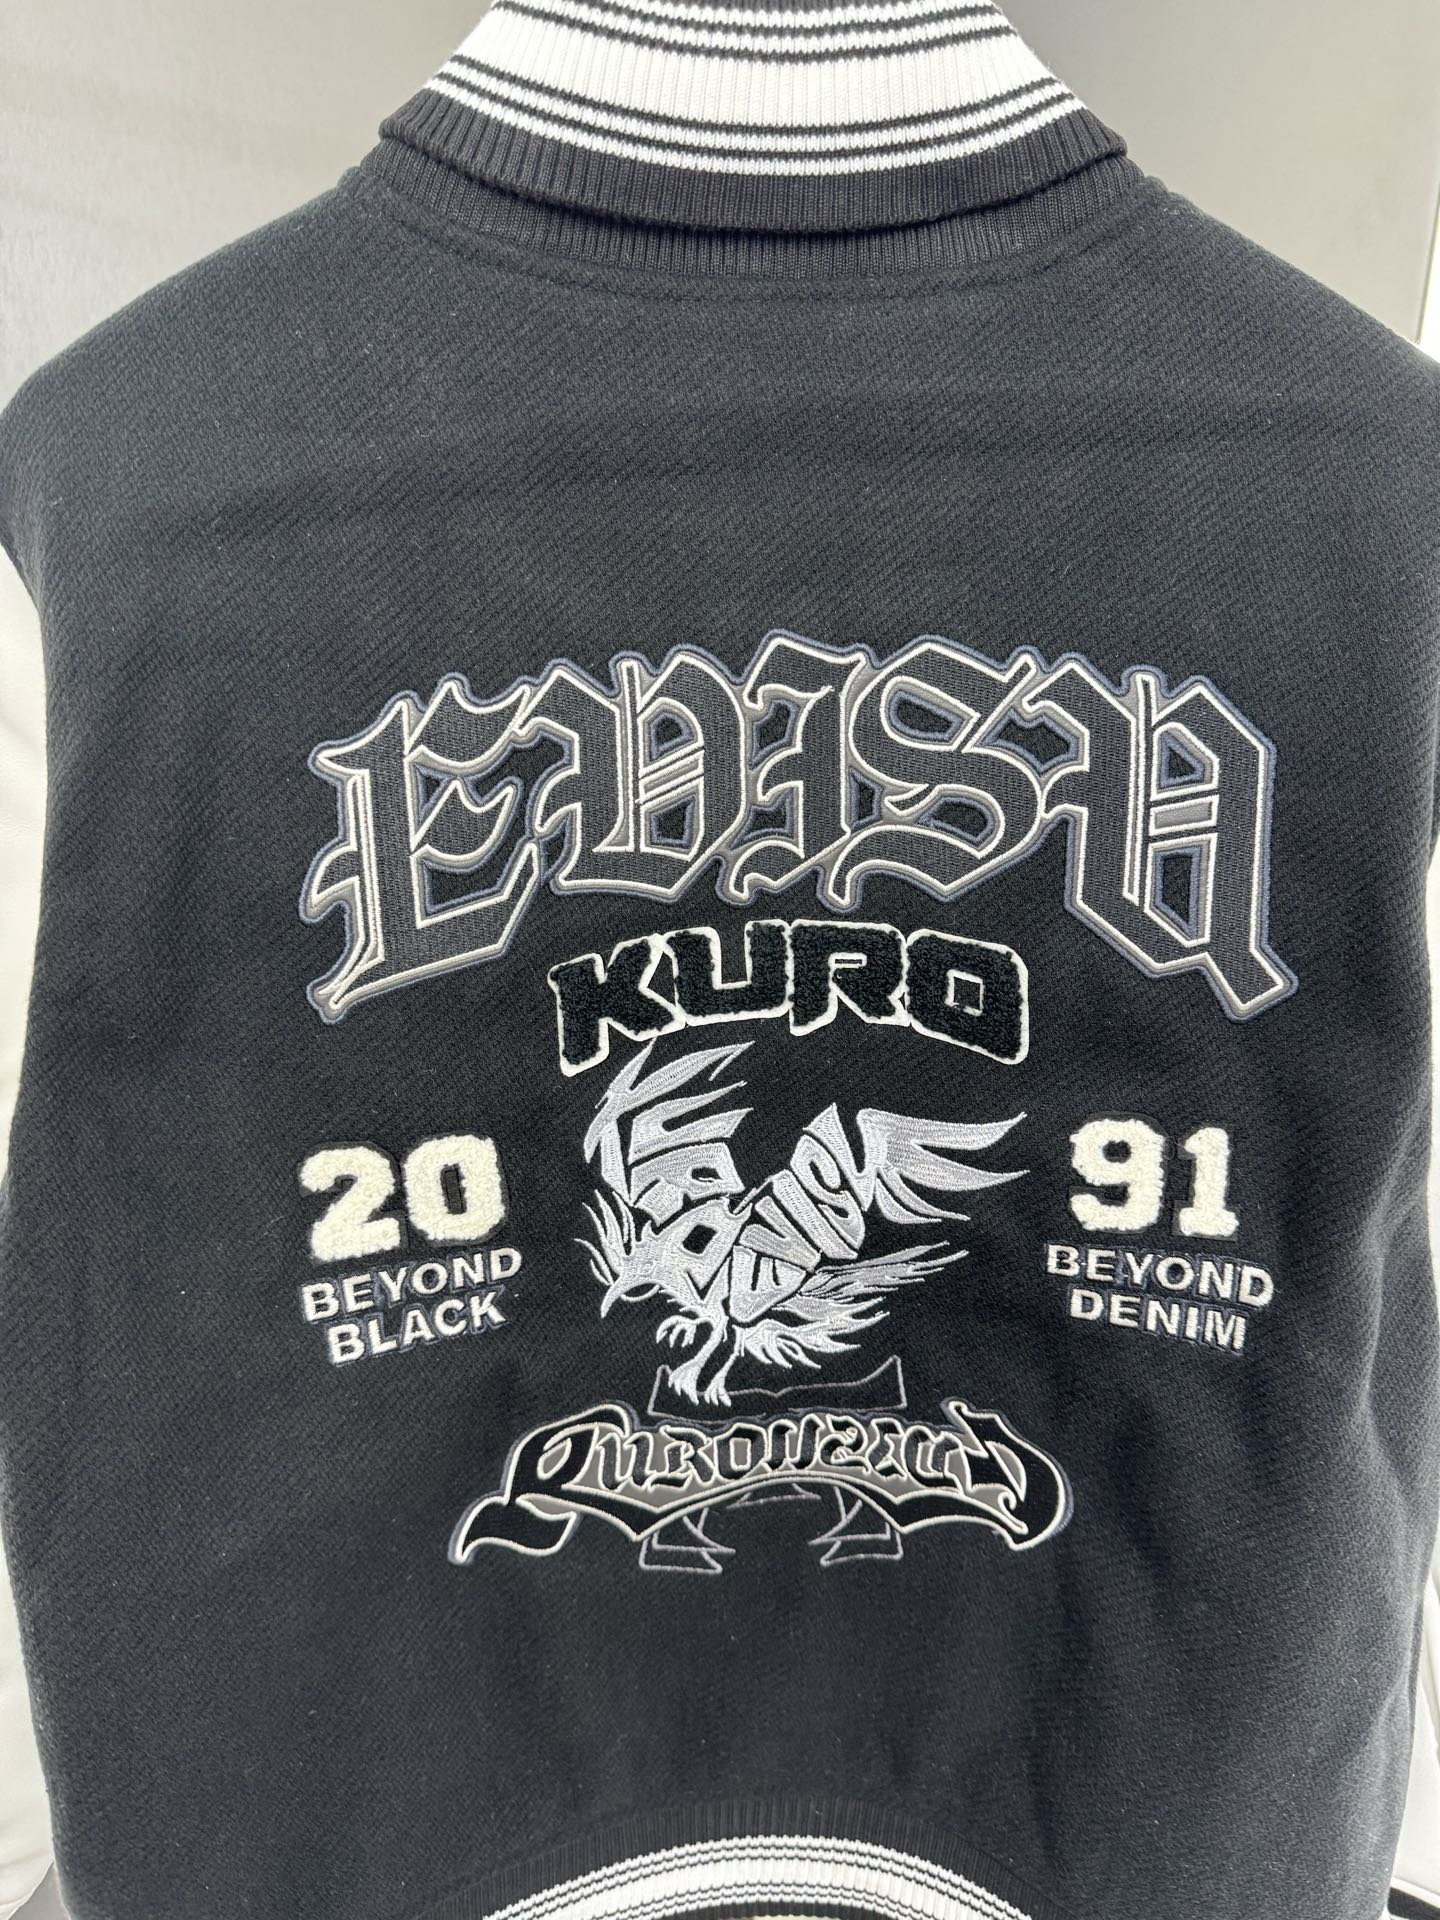 EVISU
KURO
20 91
BEYOND BLACK
BEYOND DENIM